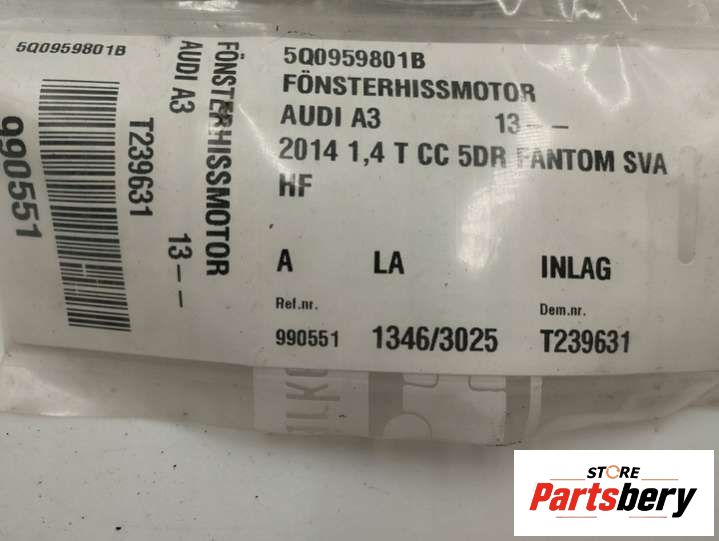 5Q0959801B
FÖNSTERHISSMOTOR
AUDI A3 13--
T239631
990551
5Q0959801B
FÖNSTERHISSMOTOR
AUDI A3 13--
2014 1,4 T CC 5DR FANTOM SVA
HF
A LA INLAG
Ref.nr. Dem.nr.
990551 1346/3025 T239631
STORE
Partsbery